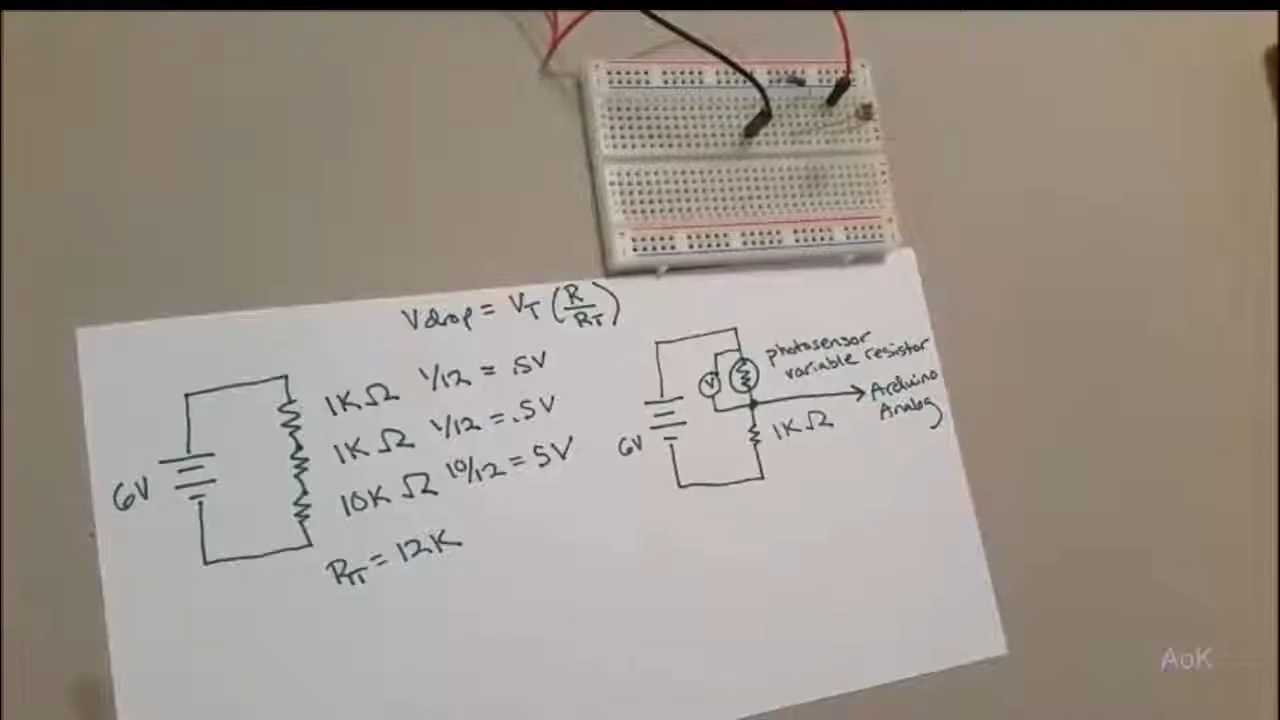 Vdrop = VT (R/RT)
1KΩ 1/12 = .5V
1KΩ 1/12 = .5V
10KΩ 10/12 = 5V
6V
RT = 12K
photosensor
variable resistor
V
Arduino
Analog
1KΩ
6V
AoK